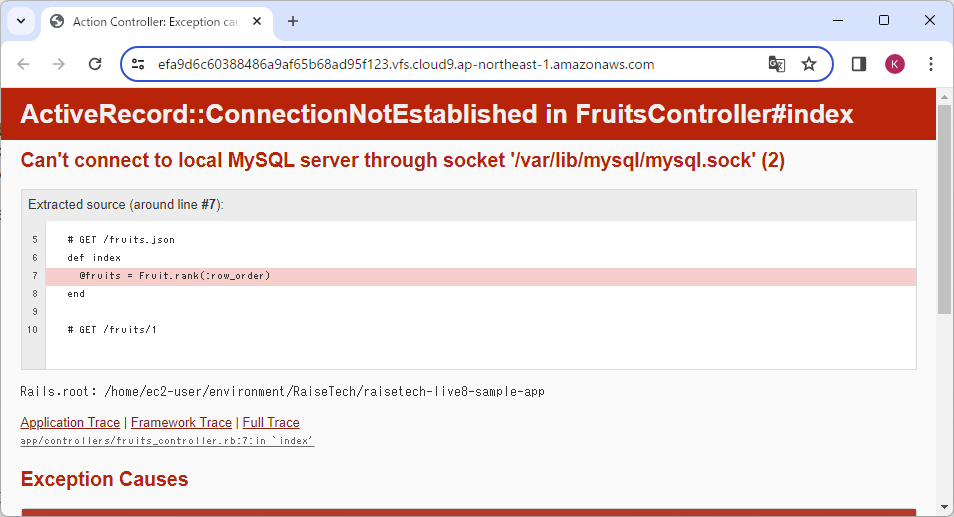 Action Controller: Exception cau
efa9d6c60388486a9af65b68ad95f123.vfs.cloud9.ap-northeast-1.amazonaws.com
K
ActiveRecord::ConnectionNotEstablished in FruitsController#index
Can't connect to local MySQL server through socket '/var/lib/mysql/mysql.sock' (2)
Extracted source (around line #7):
5 # GET /fruits.json
6 def index
7 @fruits = Fruit.rank(:row_order)
8 end
9
10 # GET /fruits/1
Rails.root: /home/ec2-user/environment/RaiseTech/raisetech-live8-sample-app
Application Trace | Framework Trace | Full Trace
app/controllers/fruits_controller.rb:7:in `index'
Exception Causes